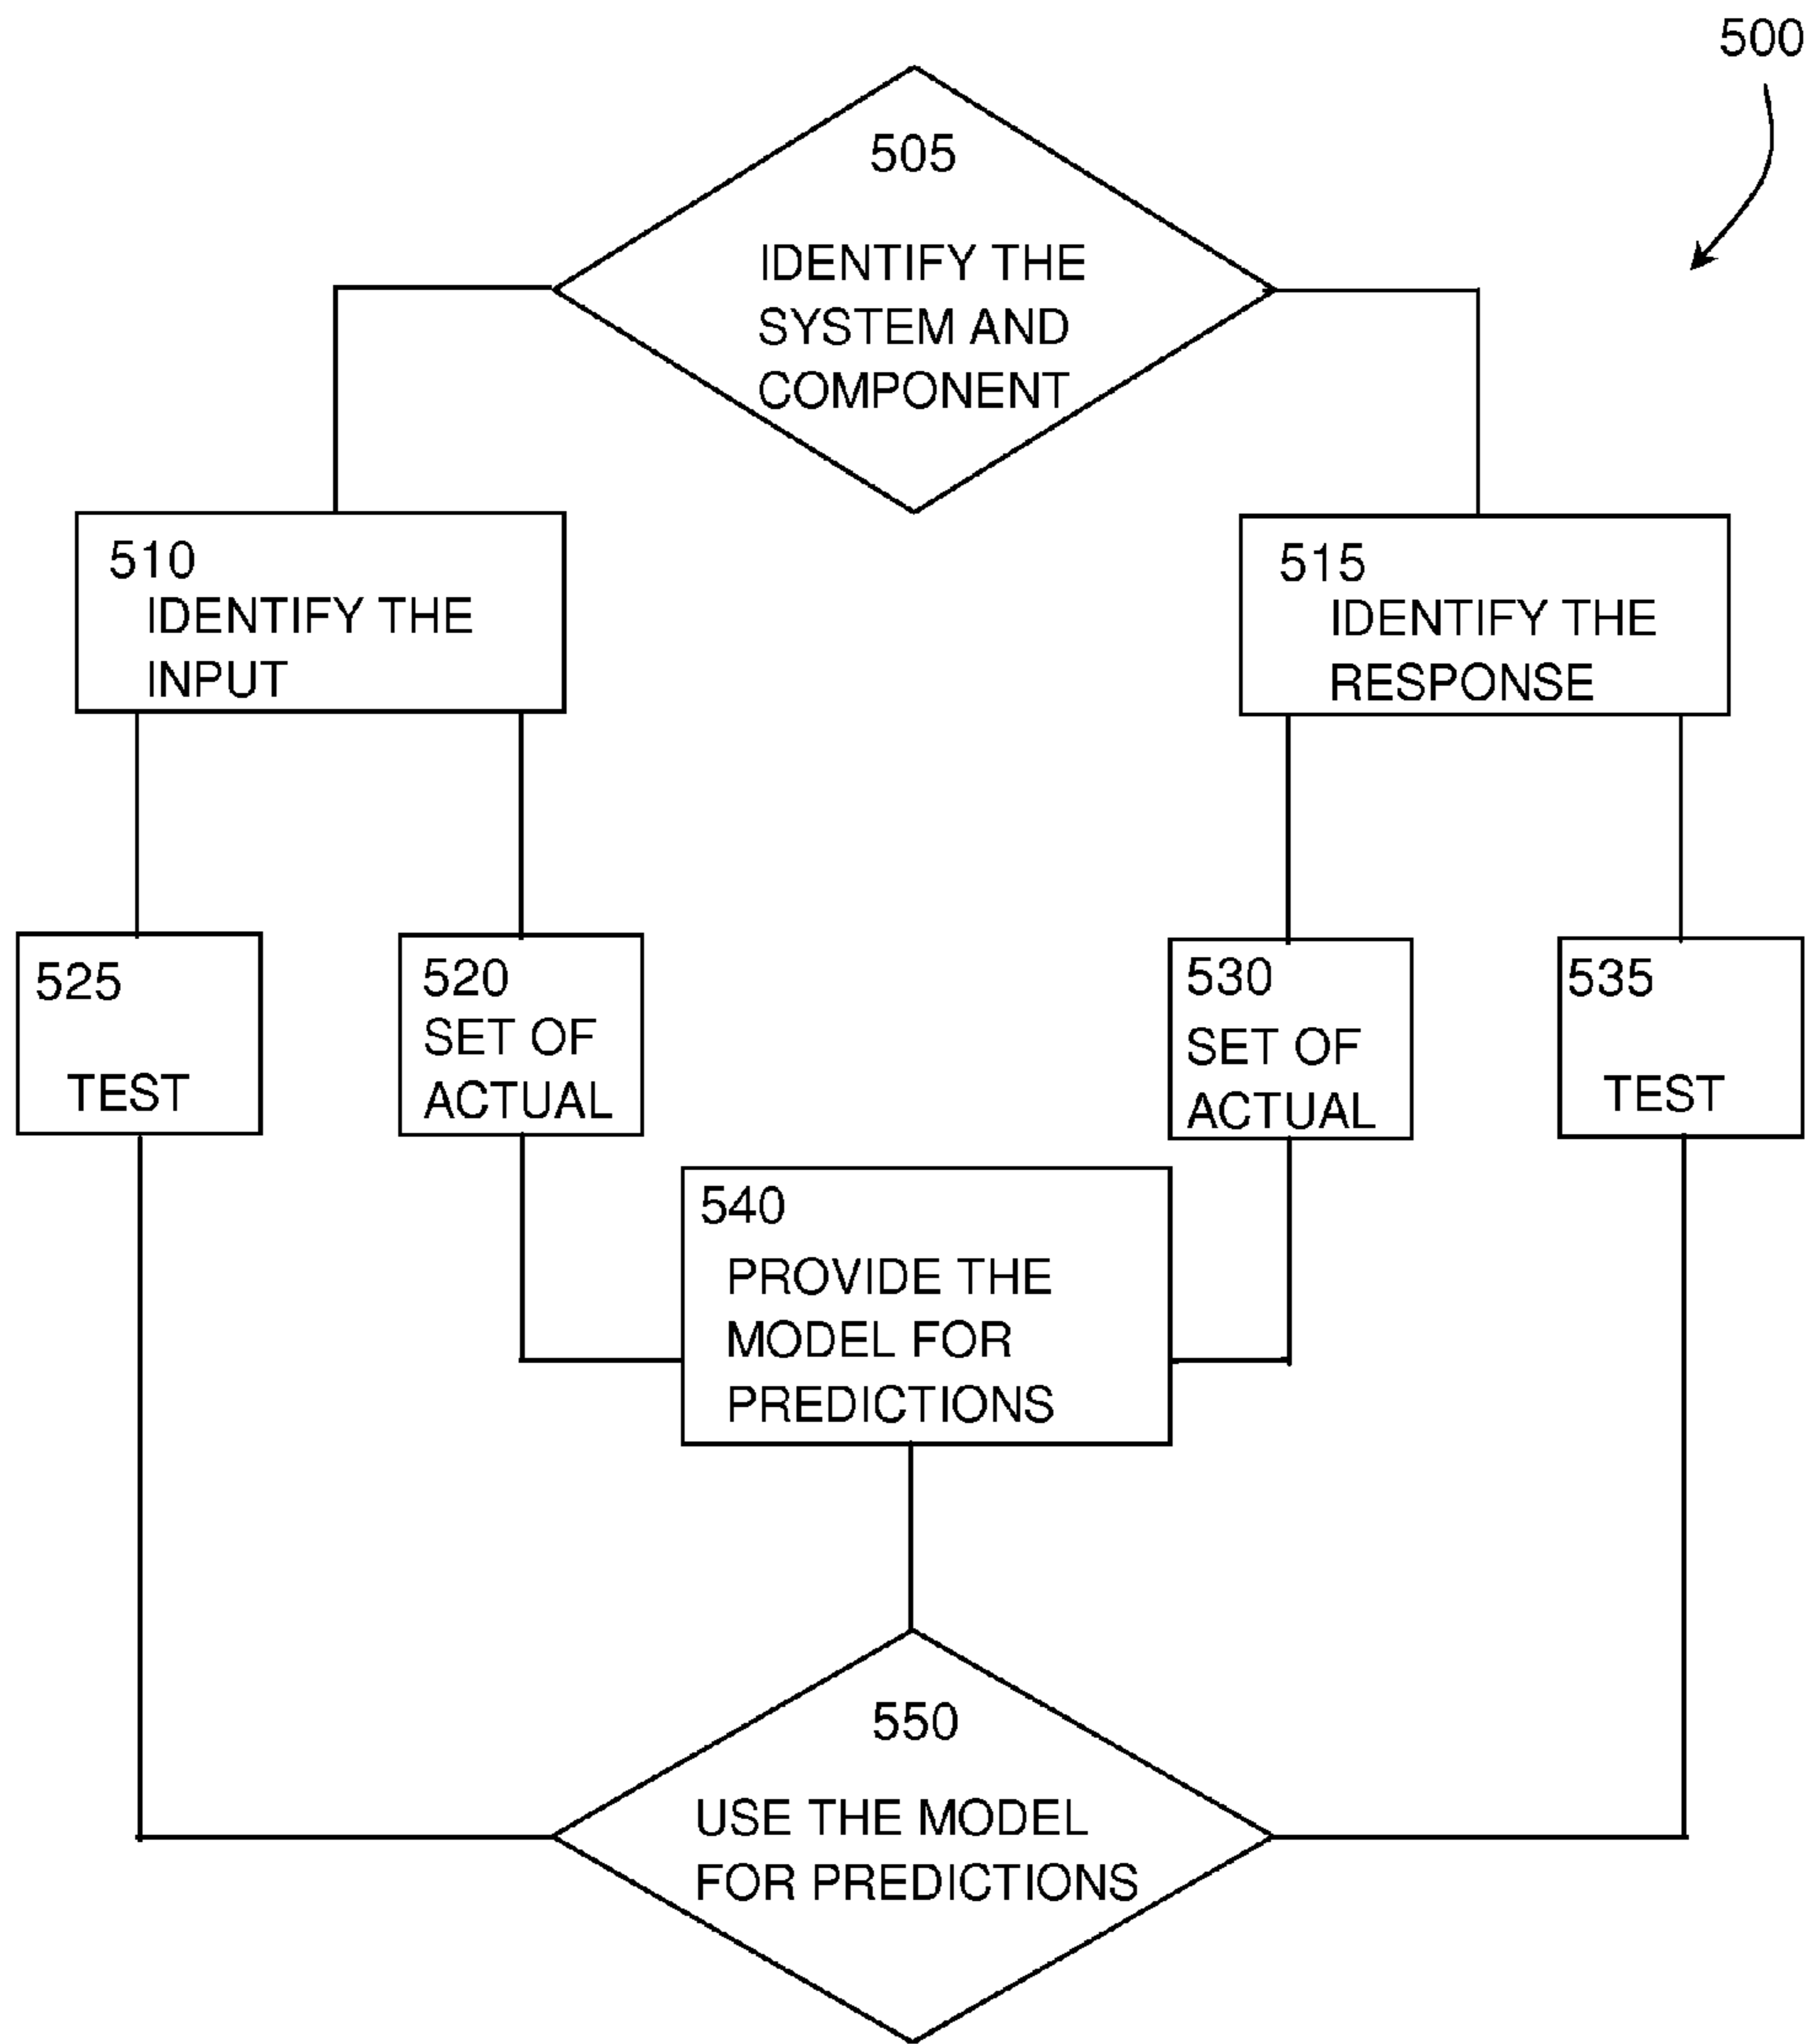 500
505
IDENTIFY THE
SYSTEM AND
COMPONENT
510
IDENTIFY THE
INPUT
515
IDENTIFY THE
RESPONSE
525
TEST
520
SET OF
ACTUAL
530
SET OF
ACTUAL
535
TEST
540
PROVIDE THE
MODEL FOR
PREDICTIONS
550
USE THE MODEL
FOR PREDICTIONS